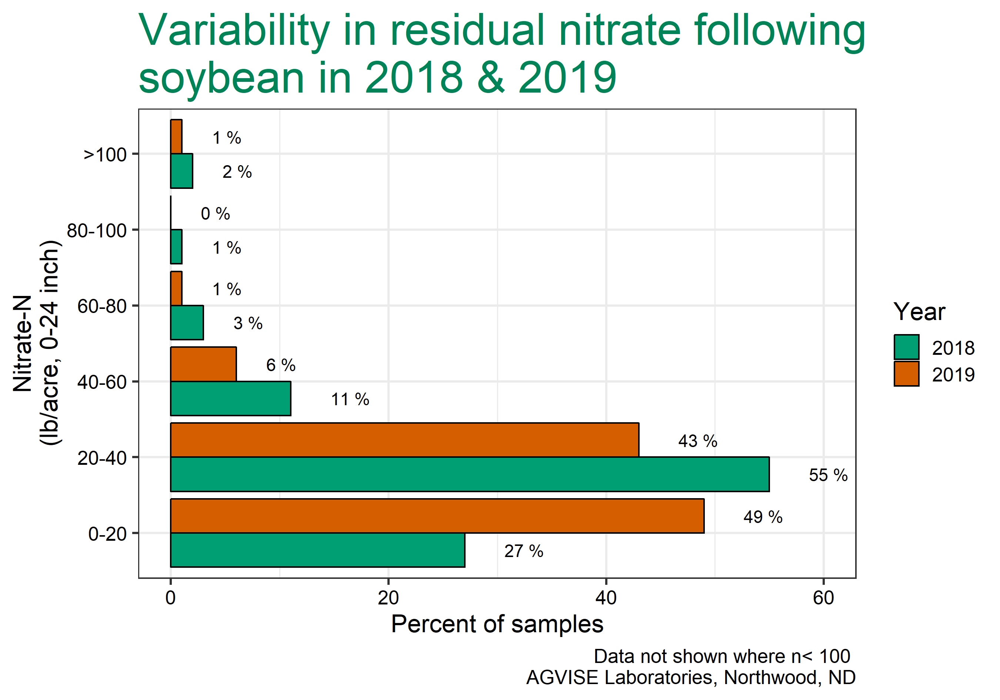 Variability in residual nitrate following
soybean in 2018 & 2019
Nitrate-N
(lb/acre, 0-24 inch)
>100
1 %
2 %
80-100
0 %
1 %
60-80
1 %
3 %
40-60
6 %
11 %
20-40
43 %
55 %
0-20
49 %
27 %
0 20 40 60
Percent of samples
Year
2018
2019
Data not shown where n< 100
AGVISE Laboratories, Northwood, ND